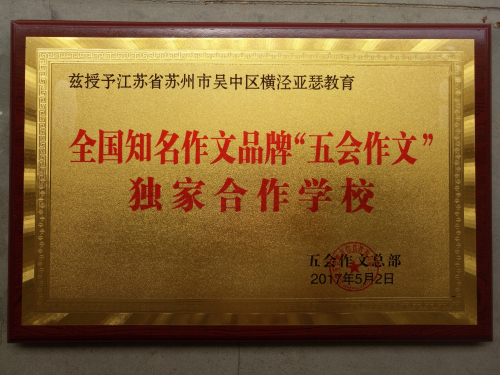 兹授予江苏省苏州市吴中区横泾亚瑟教育
全国知名作文品牌“五会作文”
独家合作学校
五会作文总部
2017年5月2日